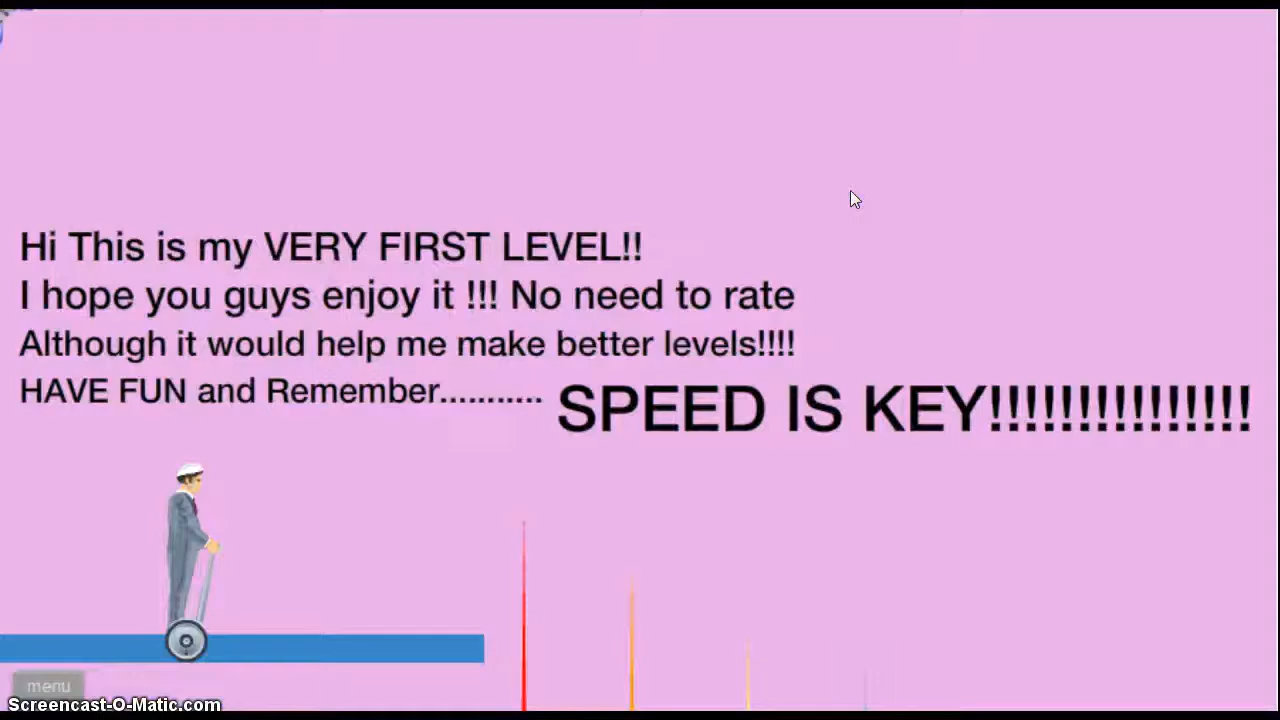 Hi This is my VERY FIRST LEVEL!!
I hope you guys enjoy it !!! No need to rate
Although it would help me make better levels!!!!
HAVE FUN and Remember........... SPEED IS KEY!!!!!!!!!!!!!!!
menu
Screencast-O-Matic.com